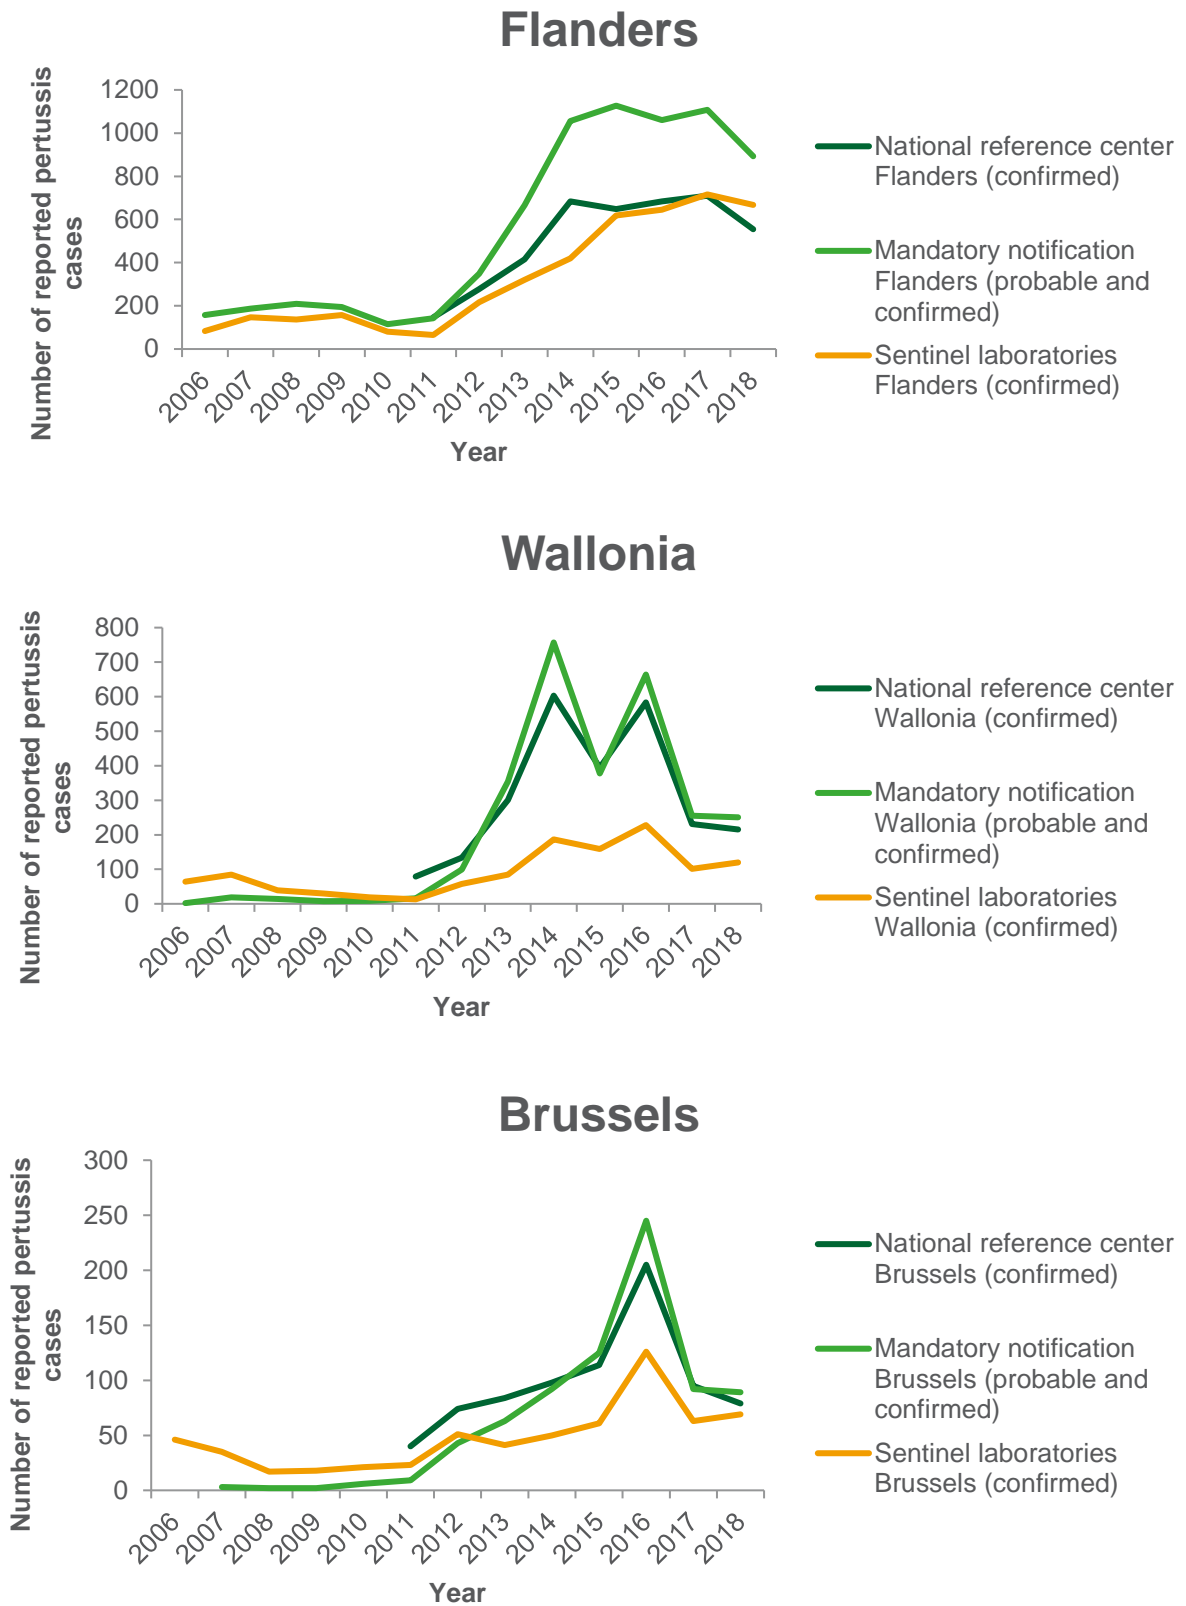 Flanders
Number of reported pertussis
cases
1200
1000
800
600
400
200
0
2006
2007
2008
2009
2010
2011
2012
2013
2014
2015
2016
2017
2018
Year
National reference center
Flanders (confirmed)
Mandatory notification
Flanders (probable and
confirmed)
Sentinel laboratories
Flanders (confirmed)
Wallonia
Number of reported pertussis
cases
800
700
600
500
400
300
200
100
0
2006
2007
2008
2009
2010
2011
2012
2013
2014
2015
2016
2017
2018
Year
National reference center
Wallonia (confirmed)
Mandatory notification
Wallonia (probable and
confirmed)
Sentinel laboratories
Wallonia (confirmed)
Brussels
Number of reported pertussis
cases
300
250
200
150
100
50
0
2006
2007
2008
2009
2010
2011
2012
2013
2014
2015
2016
2017
2018
Year
National reference center
Brussels (confirmed)
Mandatory notification
Brussels (probable and
confirmed)
Sentinel laboratories
Brussels (confirmed)